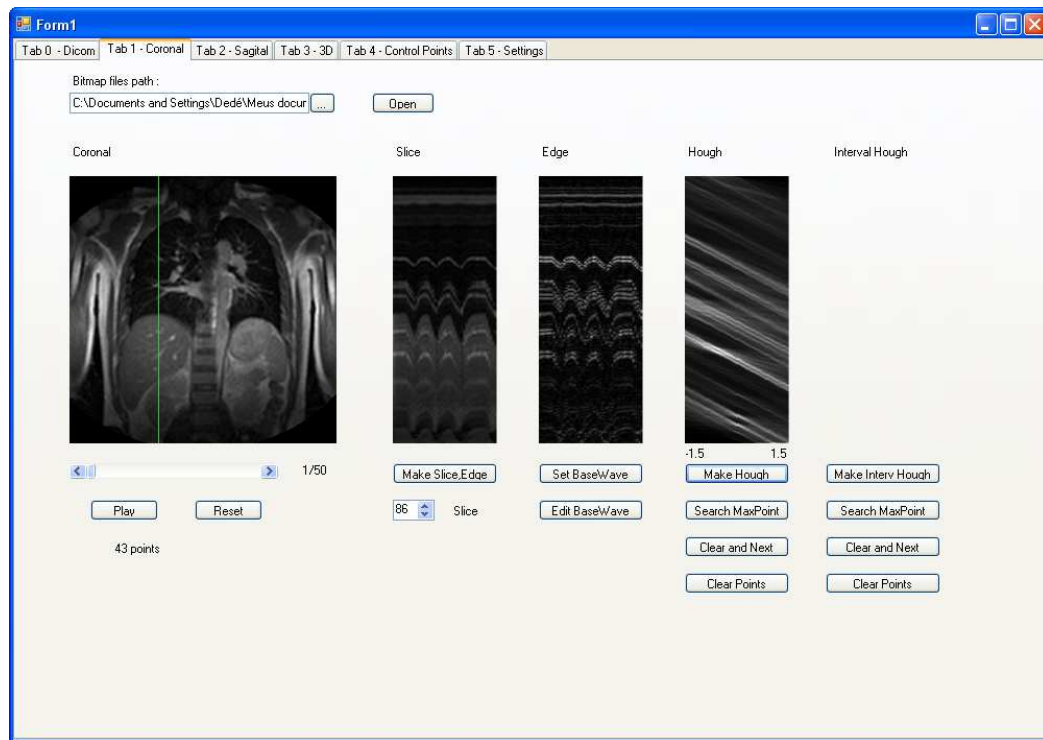 Form1
Tab 0 - Dicom Tab 1 - Coronal Tab 2 - Sagital Tab 3 - 3D Tab 4 - Control Points Tab 5 - Settings
Bitmap files path :
C:\Documents and Settings\Dedé\Meus docur ... Open
Coronal Slice Edge Hough Interval Hough
-1.5 1.5
1/50 Make Slice,Edge Set BaseWave Make Hough Make Interv Hough
Play Reset 86 Slice Edit BaseWave Search MaxPoint Search MaxPoint
43 points Clear and Next Clear and Next
Clear Points Clear Points